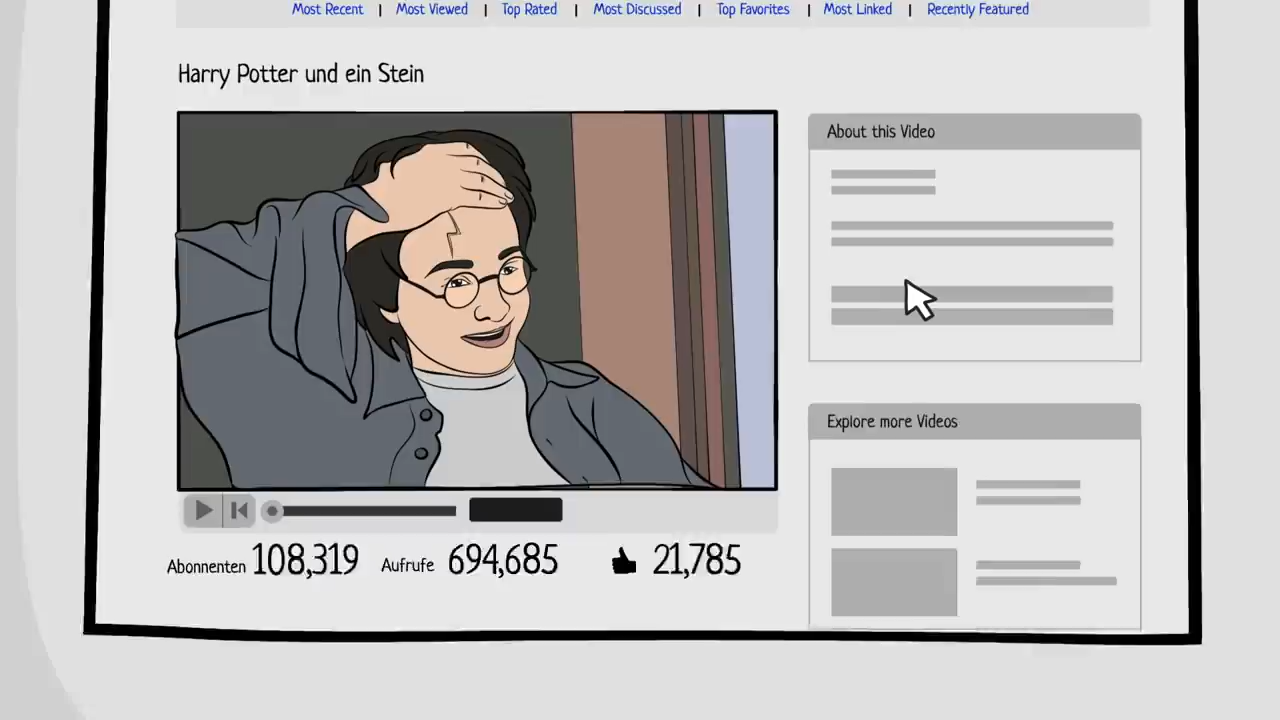 Most Recent | Most Viewed | Top Rated | Most Discussed | Top Favorites | Most Linked | Recently Featured
Harry Potter und ein Stein
About this Video
Explore more Videos
Abonnenten 108,319 Aufrufe 694,685 21,785